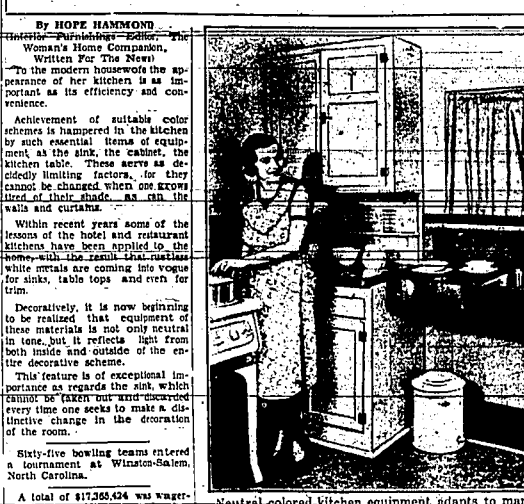 By HOPE HAMMOND
(Interior Furnishings Editor, The
Woman's Home Companion,
Written For The News)
To the modern housewofe the ap-
pearance of her kitchen is as im-
portant as its efficiency and con-
venience.
Achievement of suitable color
schemes is hampered in the kitchen
by such essential items of equip-
ment as the sink, the cabinet, the
kitchen table. These serve as de-
cidedly limiting factors, for they
cannot be changed when one grows
tired of their shade, as can the
walls and curtains.
Within recent years some of the
lessons of the hotel and restaurant
kitchens have been applied to the
home with the result that rustless
white metals are coming into vogue
for sinks, table tops and even for
trim.
Decoratively, it is now beginning
to be realized that equipment of
these materials is not only neutral
in tone, but it reflects light from
both inside and outside of the en-
tire decorative scheme.
This feature is of exceptional im-
portance as regards the sink, which
cannot be taken out and discarded
every time one seeks to make a dis-
tinctive change in the decoration
of the room.
Sixty-five bowling teams entered
a tournament at Winston-Salem,
North Carolina.
A total of $17,365,424 was wager-
Neutral colored kitchen equipment adapts to man